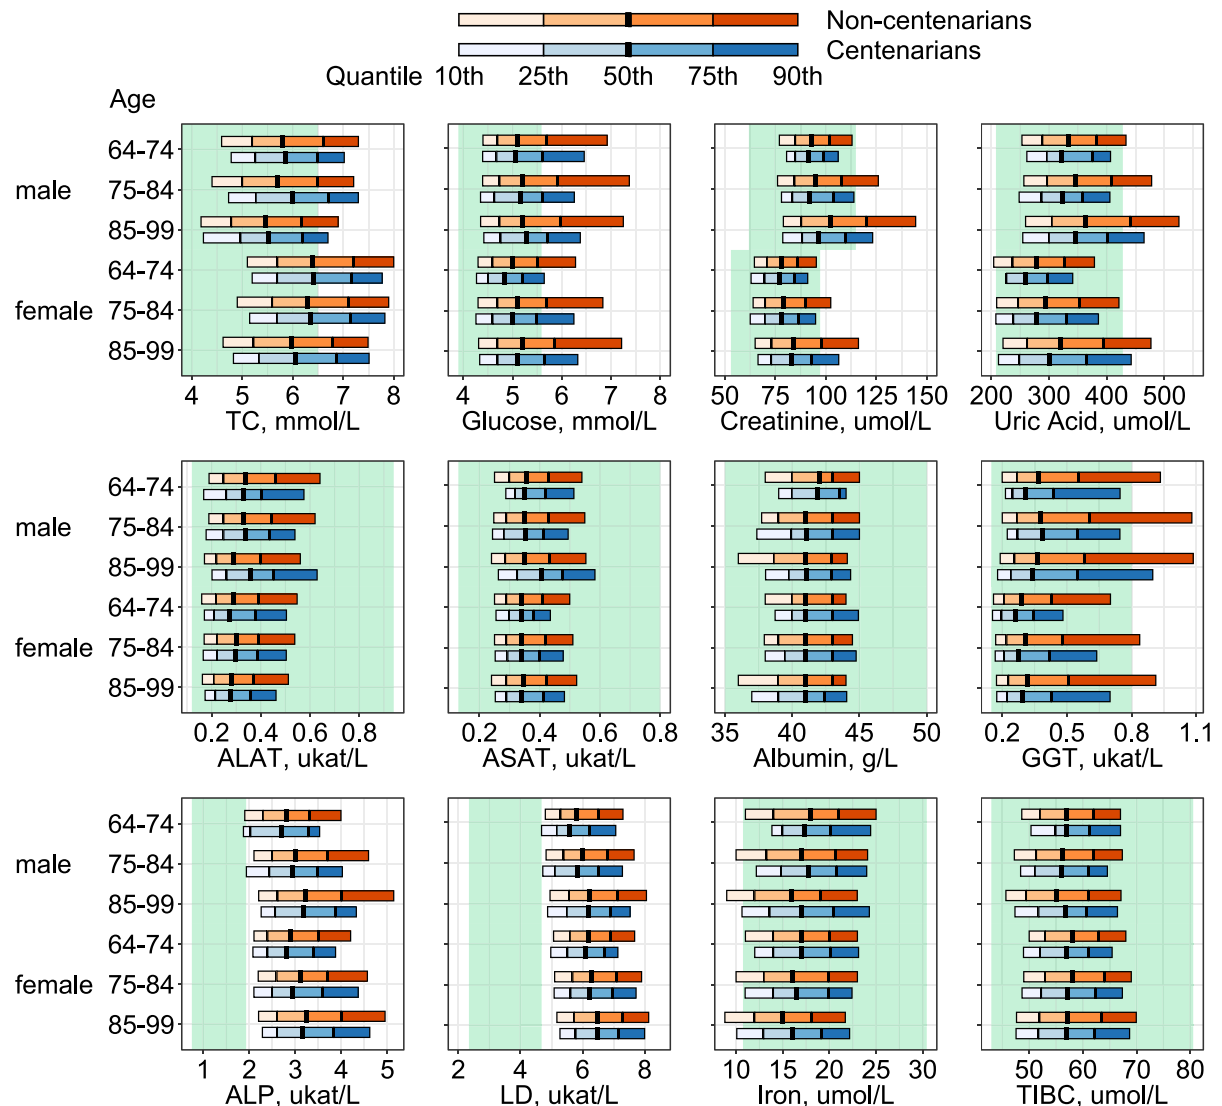 Non-centenarians
Centenarians
Quantile 10th 25th 50th 75th 90th
Age
64-74
male 75-84
85-99
64-74
female 75-84
85-99
4 5 6 7 8
TC, mmol/L
4 5 6 7
Glucose, mmol/L
50 75 100 125 150
Creatinine, umol/L
200 300 400 500
Uric Acid, umol/L
64-74
male 75-84
85-99
64-74
female 75-84
85-99
0.2 0.4 0.6 0.8
ALAT, ukat/L
0.2 0.4 0.6 0.8
ASAT, ukat/L
35 40 45 50
Albumin, g/L
0.2 0.5 0.8 1.1
GGT, ukat/L
64-74
male 75-84
85-99
64-74
female 75-84
85-99
1 2 3 4 5
ALP, ukat/L
2 4 6 8
LD, ukat/L
10 15 20 25 30
Iron, umol/L
50 60 70 80
TIBC, umol/L